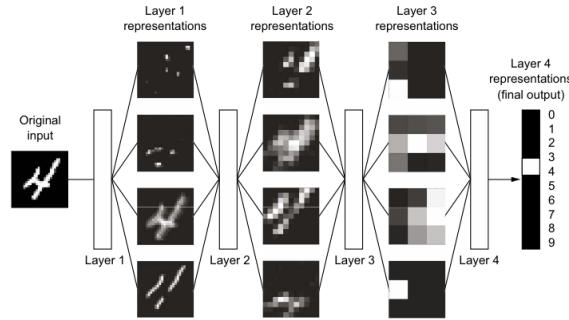 Layer 1
representations
Layer 2
representations
Layer 3
representations
Layer 4
representations
(final output)
Original
input
0
1
2
3
4
5
6
7
8
9
Layer 1
Layer 2
Layer 3
Layer 4